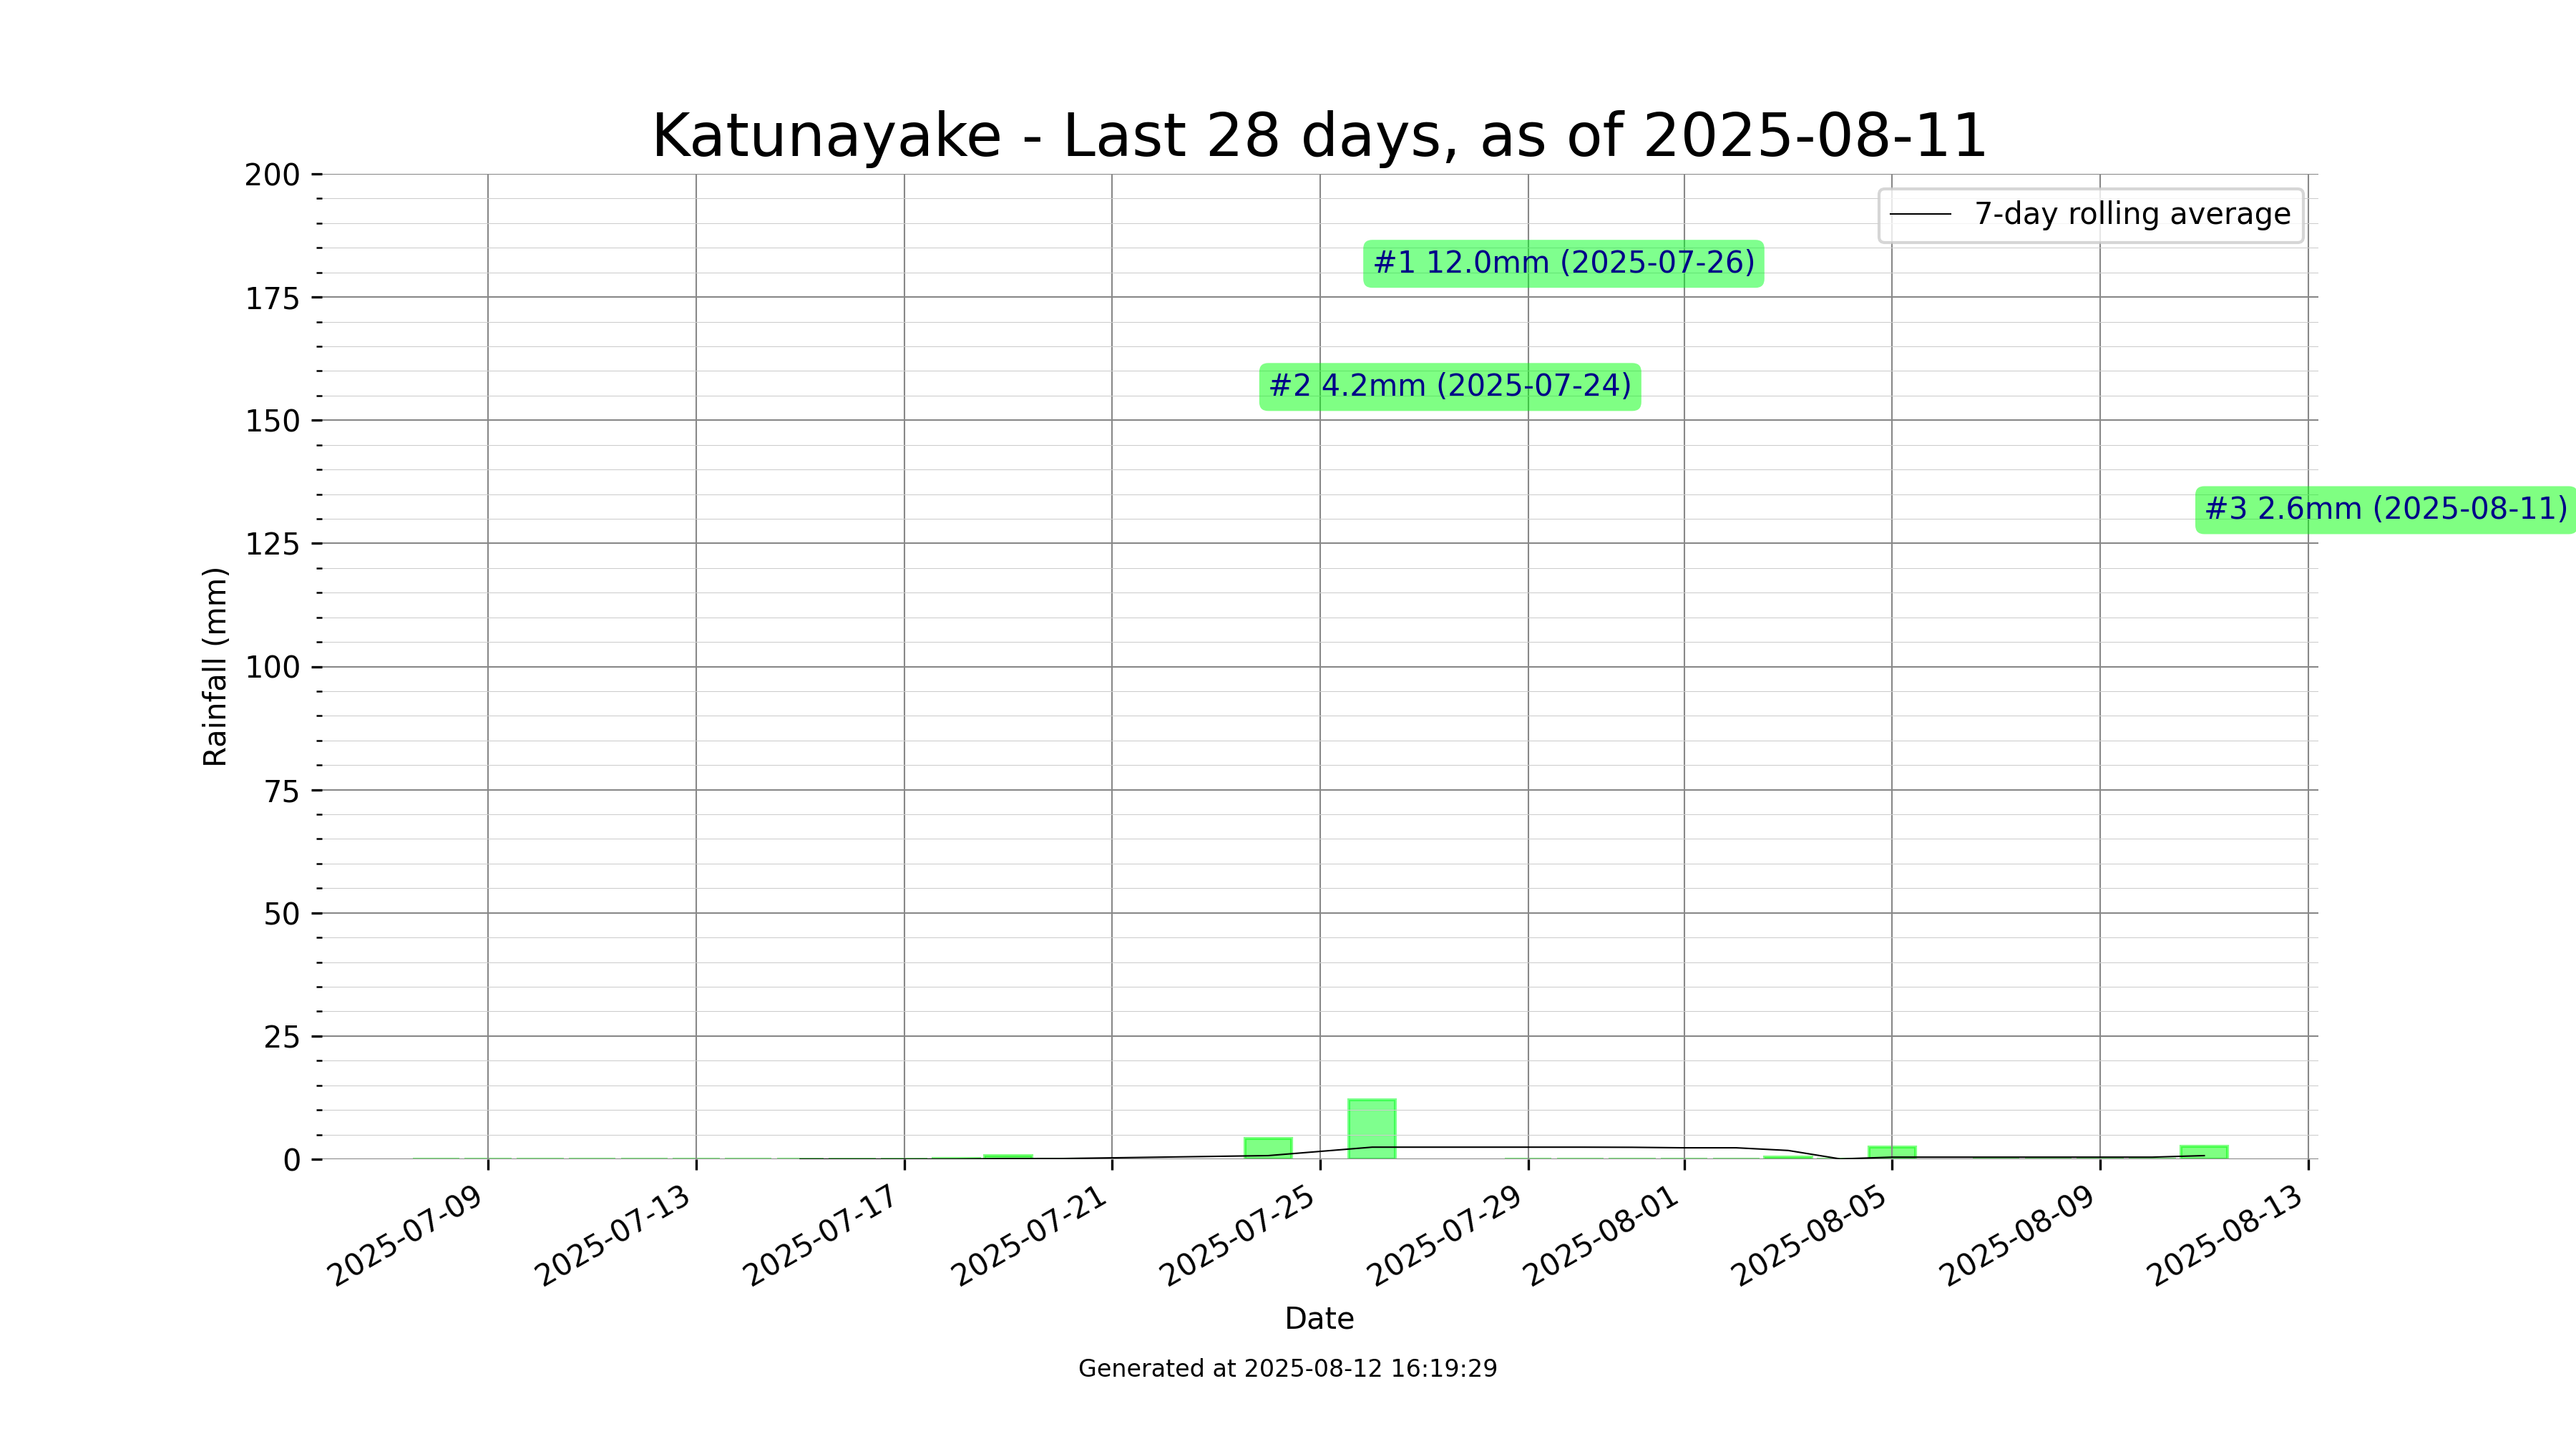 Katunayake - Last 28 days, as of 2025-08-11
7-day rolling average
#1 12.0mm (2025-07-26)
#2 4.2mm (2025-07-24)
#3 2.6mm (2025-08-11)
Rainfall (mm)
200
175
150
125
100
75
50
25
0
2025-07-09
2025-07-13
2025-07-17
2025-07-21
2025-07-25
2025-07-29
2025-08-01
2025-08-05
2025-08-09
2025-08-13
Date
Generated at 2025-08-12 16:19:29